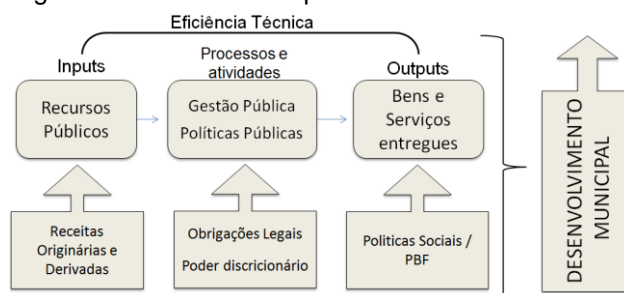 Eficiência Técnica
Inputs
Processos e
atividades
Outputs
Recursos
Públicos
Gestão Pública
Políticas Públicas
Bens e
Serviços
entregues
Receitas
Originárias e
Derivadas
Obrigações Legais
Poder discricionário
Politicas Sociais /
PBF
DESENVOLVIMENTO
MUNICIPAL